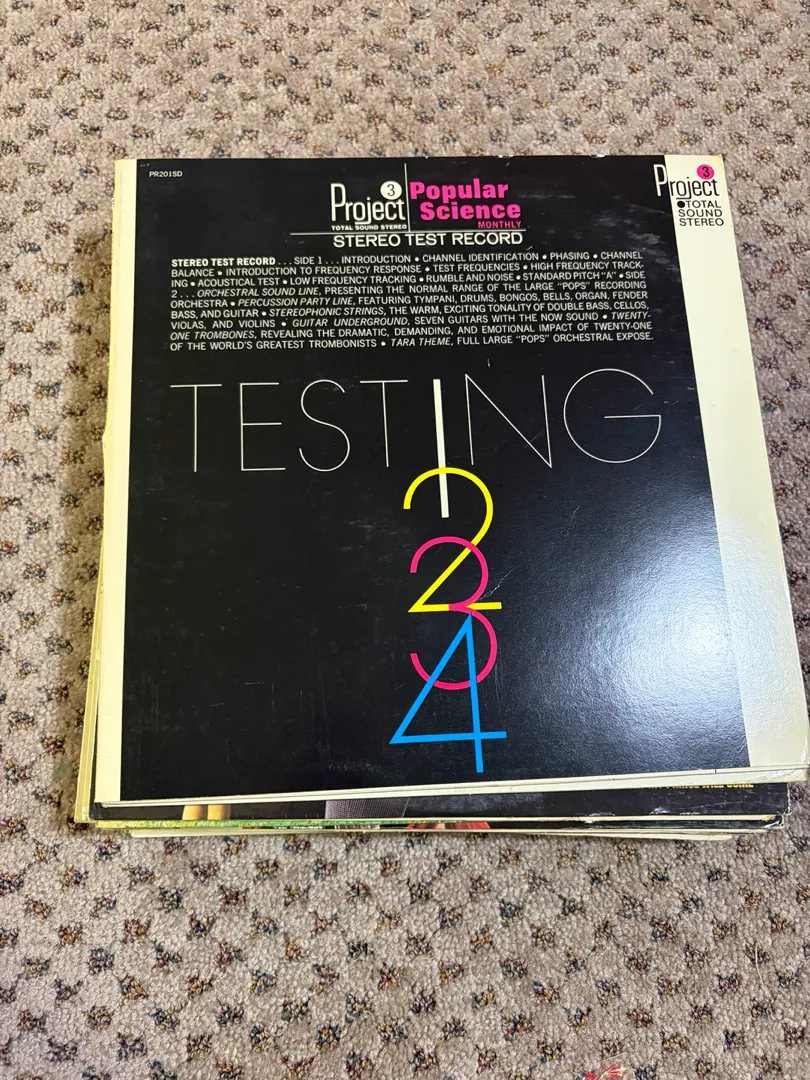 PR201SD
Project 3
TOTAL SOUND STEREO
Popular
Science
MONTHLY
STEREO TEST RECORD
Project 3
TOTAL
SOUND
STEREO
STEREO TEST RECORD . . . SIDE 1 . . . INTRODUCTION • CHANNEL IDENTIFICATION • PHASING • CHANNEL
BALANCE • INTRODUCTION TO FREQUENCY RESPONSE • TEST FREQUENCIES • HIGH FREQUENCY TRACK-
ING • ACOUSTICAL TEST • LOW FREQUENCY TRACKING • RUMBLE AND NOISE • STANDARD PITCH "A" • SIDE
2 . . . ORCHESTRAL SOUND LINE, PRESENTING THE NORMAL RANGE OF THE LARGE "POPS" RECORDING
ORCHESTRA • PERCUSSION PARTY LINE, FEATURING TYMPANI, DRUMS, BONGOS, BELLS, ORGAN, FENDER
BASS, AND GUITAR • STEREOPHONIC STRINGS, THE WARM, EXCITING TONALITY OF DOUBLE BASS, CELLOS,
VIOLAS, AND VIOLINS • GUITAR UNDERGROUND, SEVEN GUITARS WITH THE NOW SOUND • TWENTY-
ONE TROMBONES, REVEALING THE DRAMATIC, DEMANDING, AND EMOTIONAL IMPACT OF TWENTY-ONE
OF THE WORLD'S GREATEST TROMBONISTS • TARA THEME, FULL LARGE "POPS" ORCHESTRAL EXPOSE.
TESTING
2
3
4